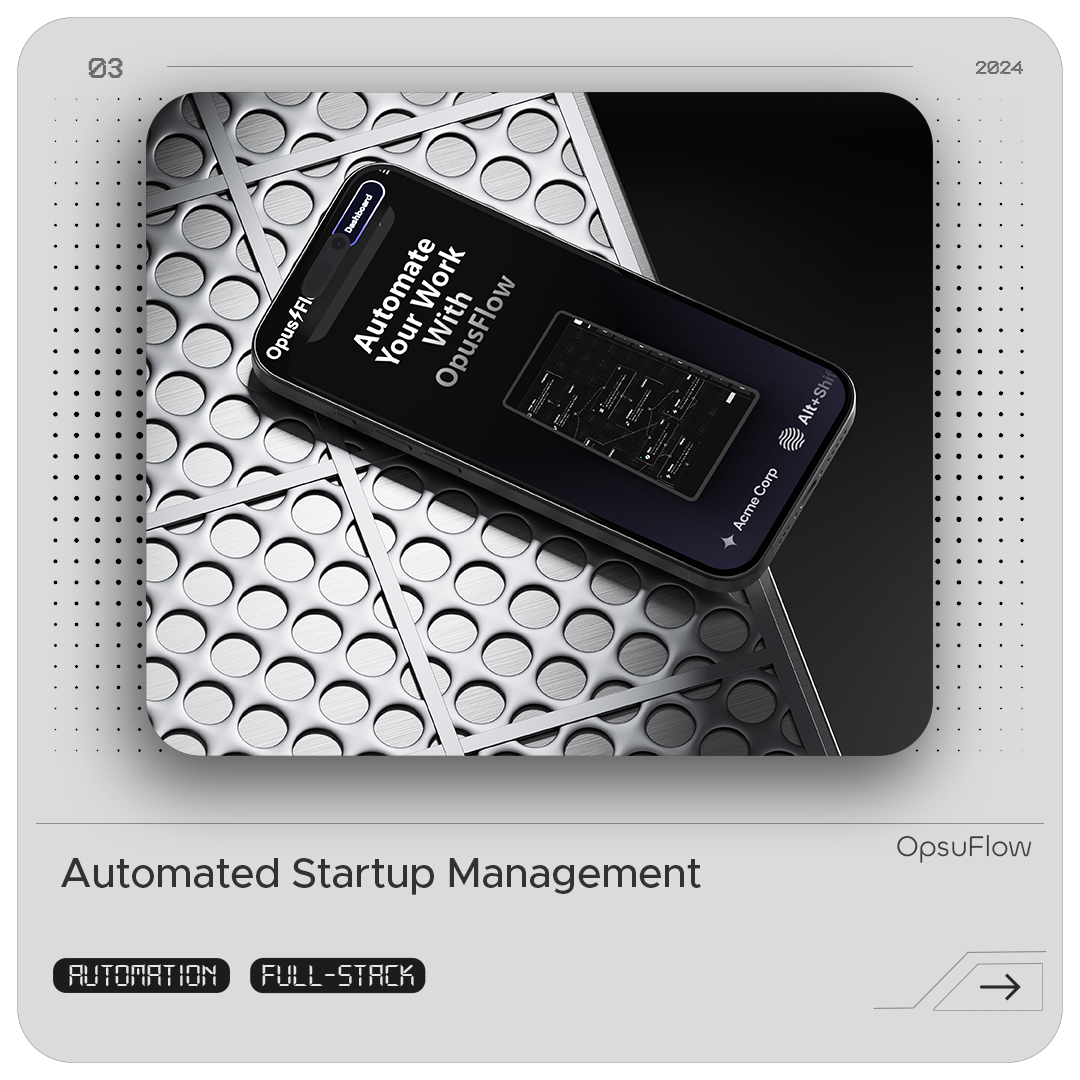 03
2024
Opus⚡Fl
Dashboard
Automate
Your Work
With
OpusFlow
Acme Corp
Alt+Shif
OpsuFlow
Automated Startup Management
AUTOMATION
FULL-STACK